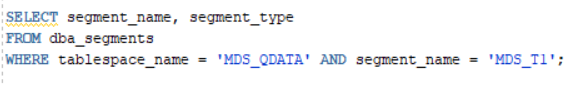 SELECT segment_name, segment_type
FROM dba_segments
WHERE tablespace_name = 'MDS_QDATA' AND segment_name = 'MDS_T1';